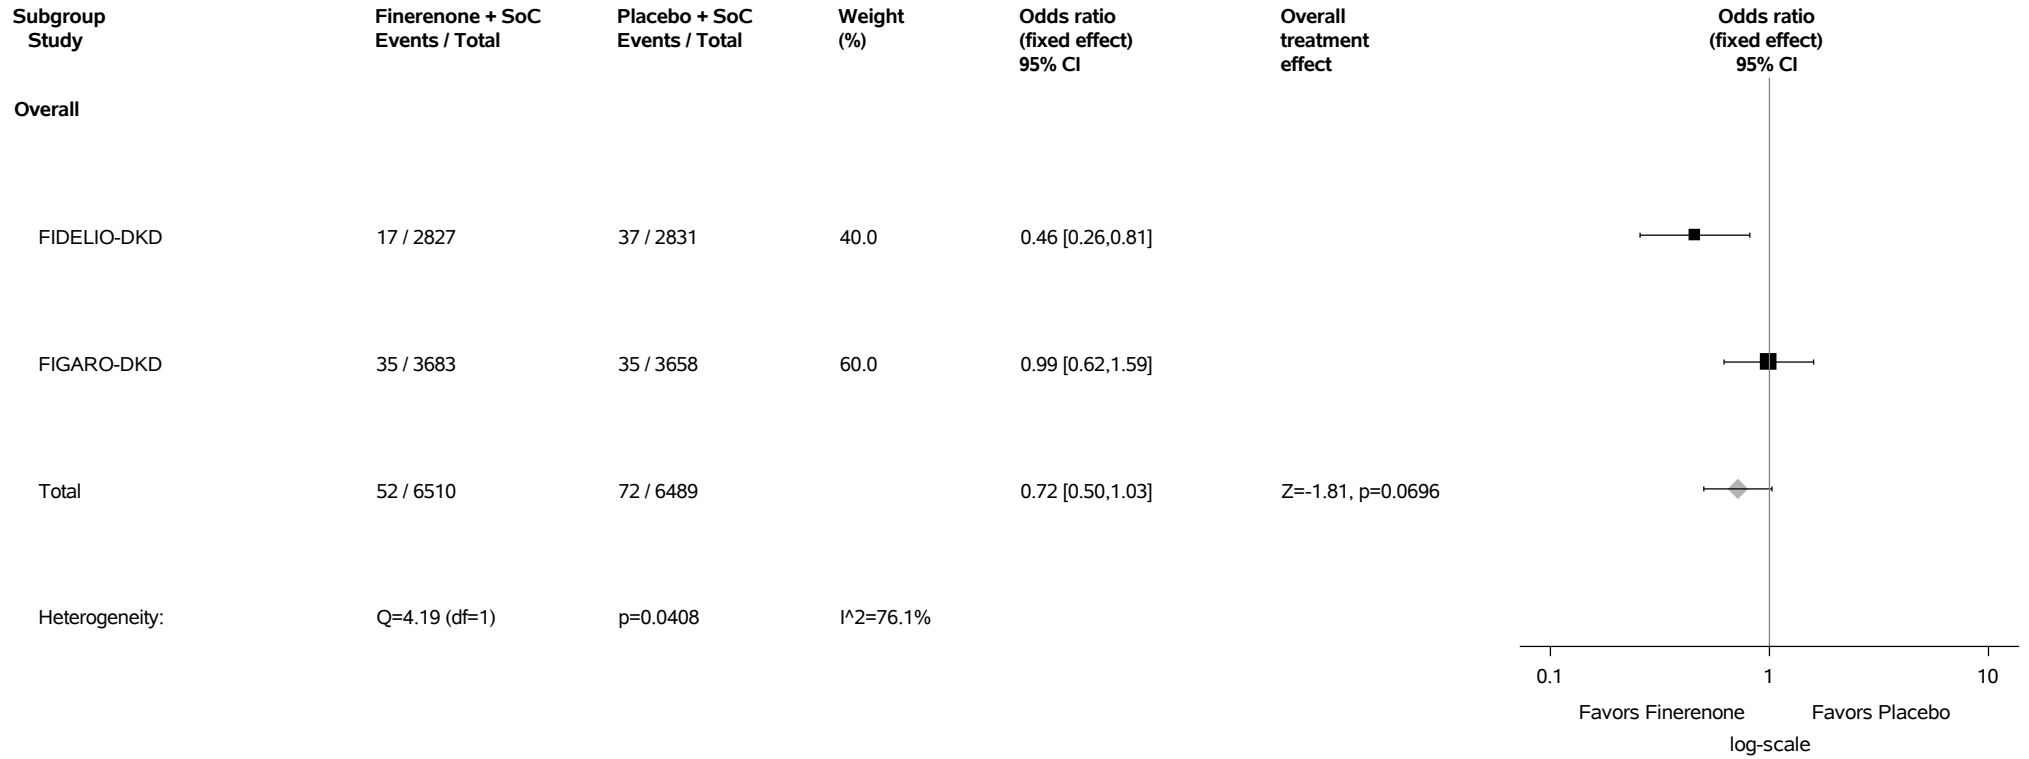 Subgroup Finerenone + SoC Placebo + SoC Weight Odds ratio Overall Odds ratio
Study Events / Total Events / Total (%) (fixed effect) treatment (fixed effect)
95% CI effect 95% CI
Overall
FIDELIO-DKD 17 / 2827 37 / 2831 40.0 0.46 [0.26,0.81]
FIGARO-DKD 35 / 3683 35 / 3658 60.0 0.99 [0.62,1.59]
Total 52 / 6510 72 / 6489 0.72 [0.50,1.03] Z=-1.81, p=0.0696
Heterogeneity: Q=4.19 (df=1) p=0.0408 I^2=76.1%
0.1 1 10
Favors Finerenone Favors Placebo
log-scale